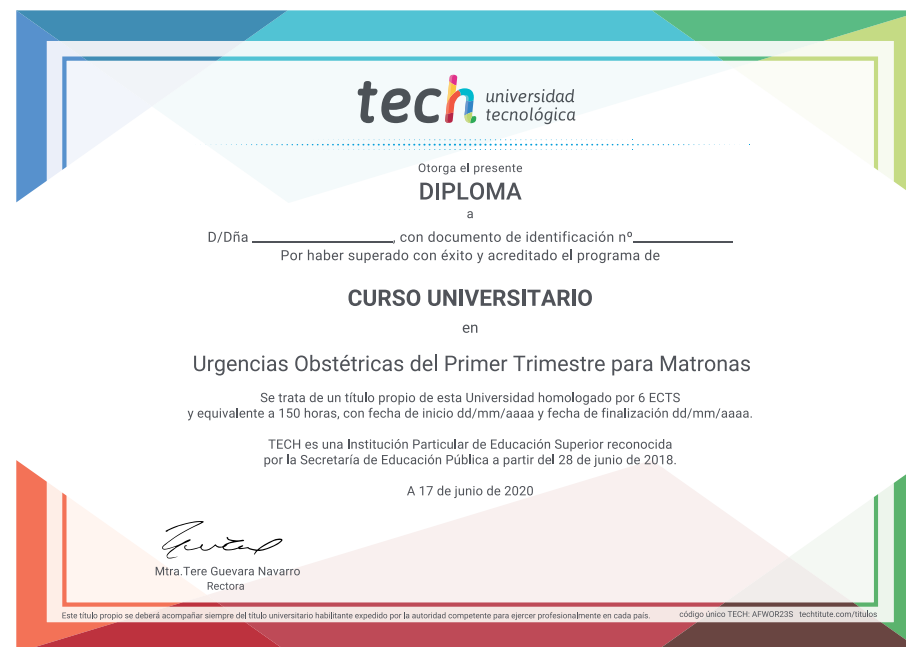 tech universidad
tecnológica
Otorga el presente
DIPLOMA
a
D/Dña ____________________, con documento de identificación nº______________
Por haber superado con éxito y acreditado el programa de
CURSO UNIVERSITARIO
en
Urgencias Obstétricas del Primer Trimestre para Matronas
Se trata de un título propio de esta Universidad homologado por 6 ECTS
y equivalente a 150 horas, con fecha de inicio dd/mm/aaaa y fecha de finalización dd/mm/aaaa.
TECH es una Institución Particular de Educación Superior reconocida
por la Secretaría de Educación Pública a partir del 28 de junio de 2018.
A 17 de junio de 2020
Mtra.Tere Guevara Navarro
Rectora
Este título propio se deberá acompañar siempre del título universitario habilitante expedido por la autoridad competente para ejercer profesionalmente en cada país. código único TECH: AFWOR23S techtitute.com/titulos